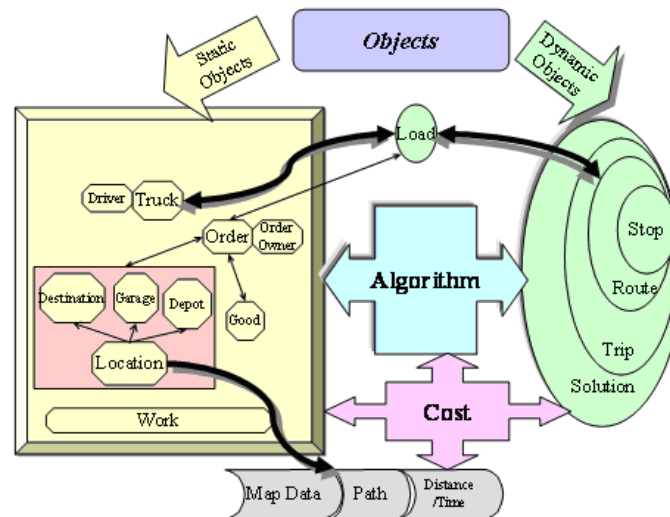 Objects
Static
Objects
Dynamic
Objects
Load
Driver
Truck
Order
Order
Owner
Destination
Garage
Depot
Good
Location
Work
Algorithm
Cost
Stop
Route
Trip
Solution
Map Data
Path
Distance
/Time